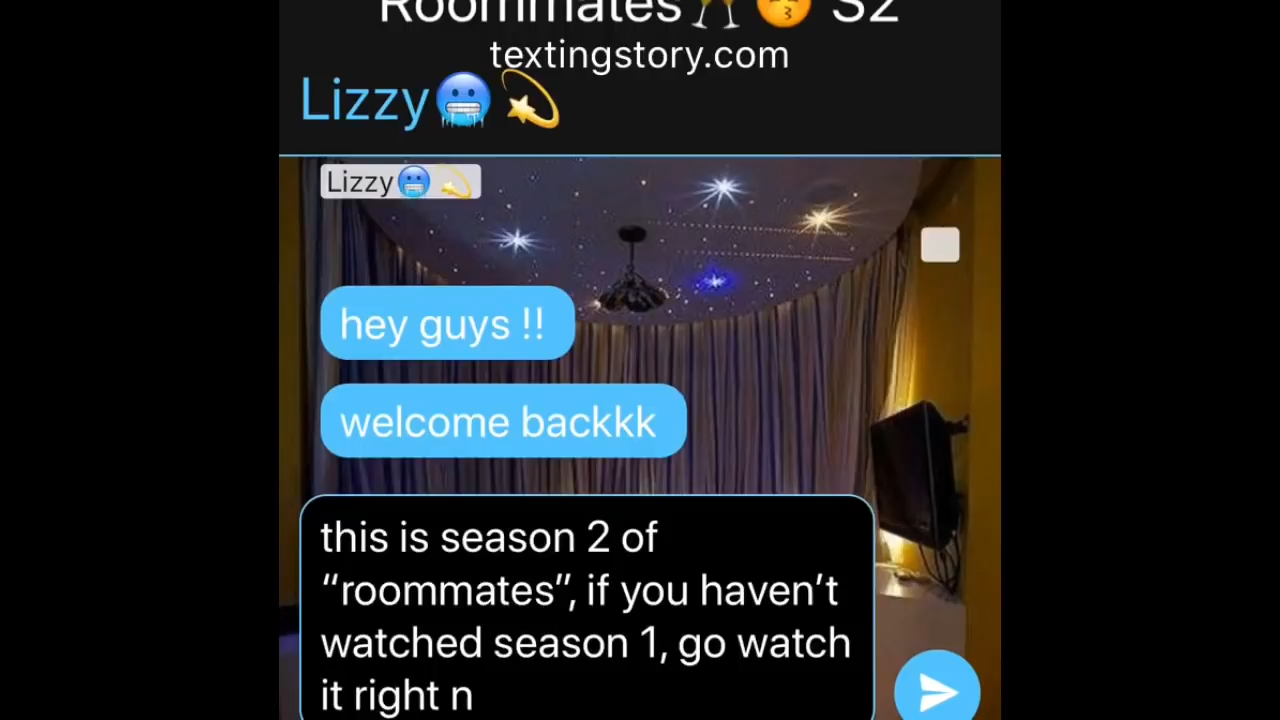 Roommates🥂😚 S2
textingstory.com
Lizzy🥶💫
Lizzy🥶💫
hey guys !!
welcome backkk
this is season 2 of
“roommates”, if you haven’t
watched season 1, go watch
it right n